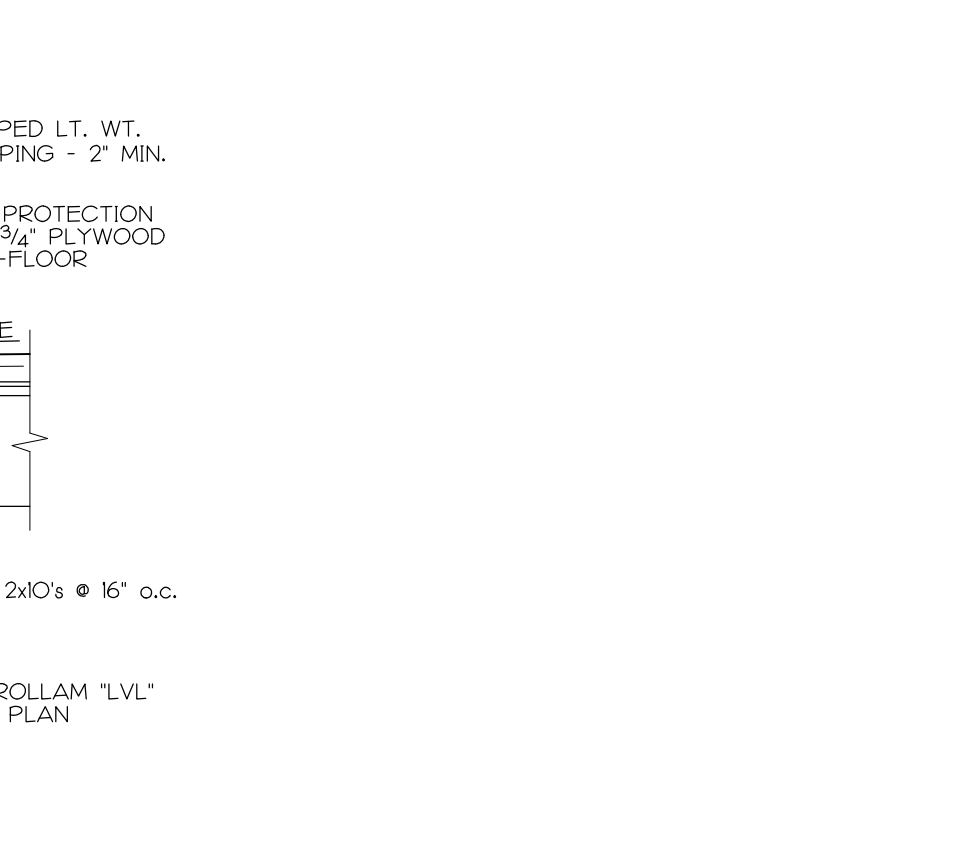 PED LT. WT.
PING - 2" MIN.
PROTECTION
3/4" PLYWOOD
-FLOOR
E
2x10's @ 16" o.c.
ROLLAM "LVL"
PLAN